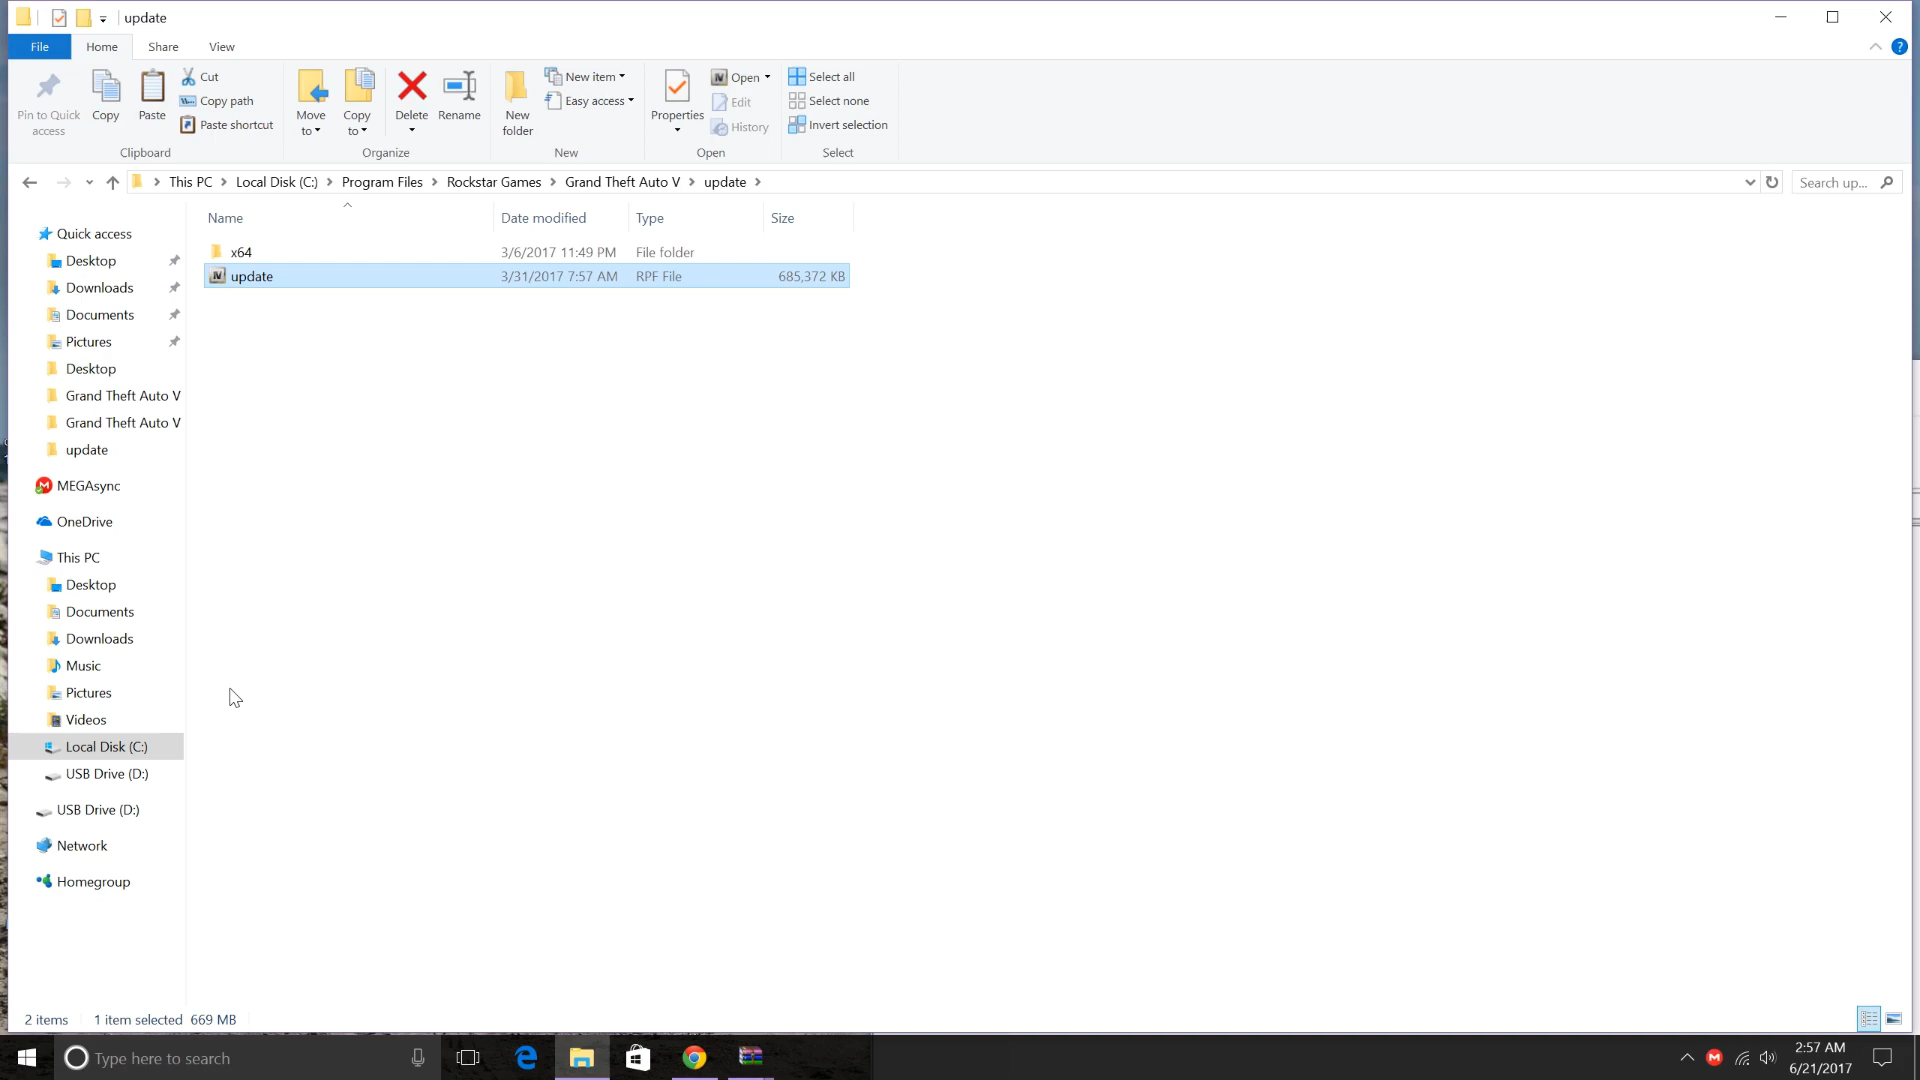 update
File Home Share View
Pin to Quick access
Copy
Paste
Cut
Copy path
Paste shortcut
Clipboard
Move to
Copy to
Delete
Rename
Organize
New folder
New item
Easy access
New
Properties
Open
Edit
History
Open
Select all
Select none
Invert selection
Select
This PC Local Disk (C:) Program Files Rockstar Games Grand Theft Auto V update
Search up...
Name Date modified Type Size
x64 3/6/2017 11:49 PM File folder
update 3/31/2017 7:57 AM RPF File 685,372 KB
Quick access
Desktop
Downloads
Documents
Pictures
Desktop
Grand Theft Auto V
Grand Theft Auto V
update
MEGAsync
OneDrive
This PC
Desktop
Documents
Downloads
Music
Pictures
Videos
Local Disk (C:)
USB Drive (D:)
USB Drive (D:)
Network
Homegroup
2 items 1 item selected 669 MB
Type here to search
2:57 AM
6/21/2017